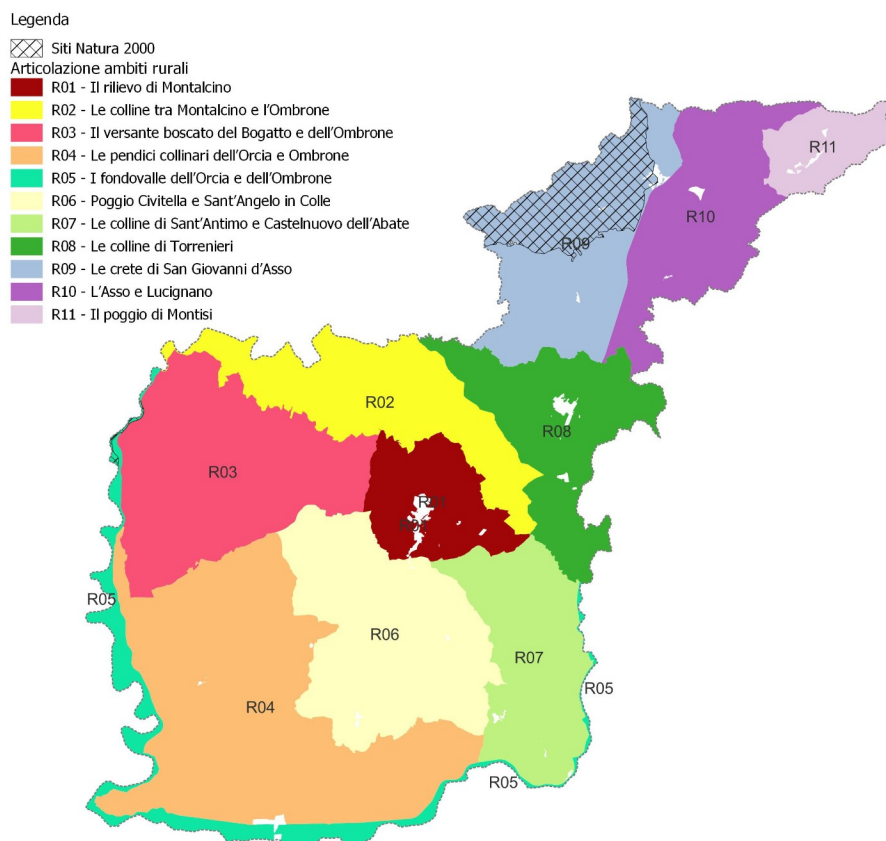 Legenda
Siti Natura 2000
Articolazione ambiti rurali
R01 - Il rilievo di Montalcino
R02 - Le colline tra Montalcino e l'Ombrone
R03 - Il versante boscato del Bogatto e dell'Ombrone
R04 - Le pendici collinari dell'Orcia e Ombrone
R05 - I fondovalle dell'Orcia e dell'Ombrone
R06 - Poggio Civitella e Sant'Angelo in Colle
R07 - Le colline di Sant'Antimo e Castelnuovo dell'Abate
R08 - Le colline di Torrenieri
R09 - Le crete di San Giovanni d'Asso
R10 - L'Asso e Lucignano
R11 - Il poggio di Montisi
R11
R10
R09
R02
R08
R03
R01
R05
R06
R07
R05
R04
R05